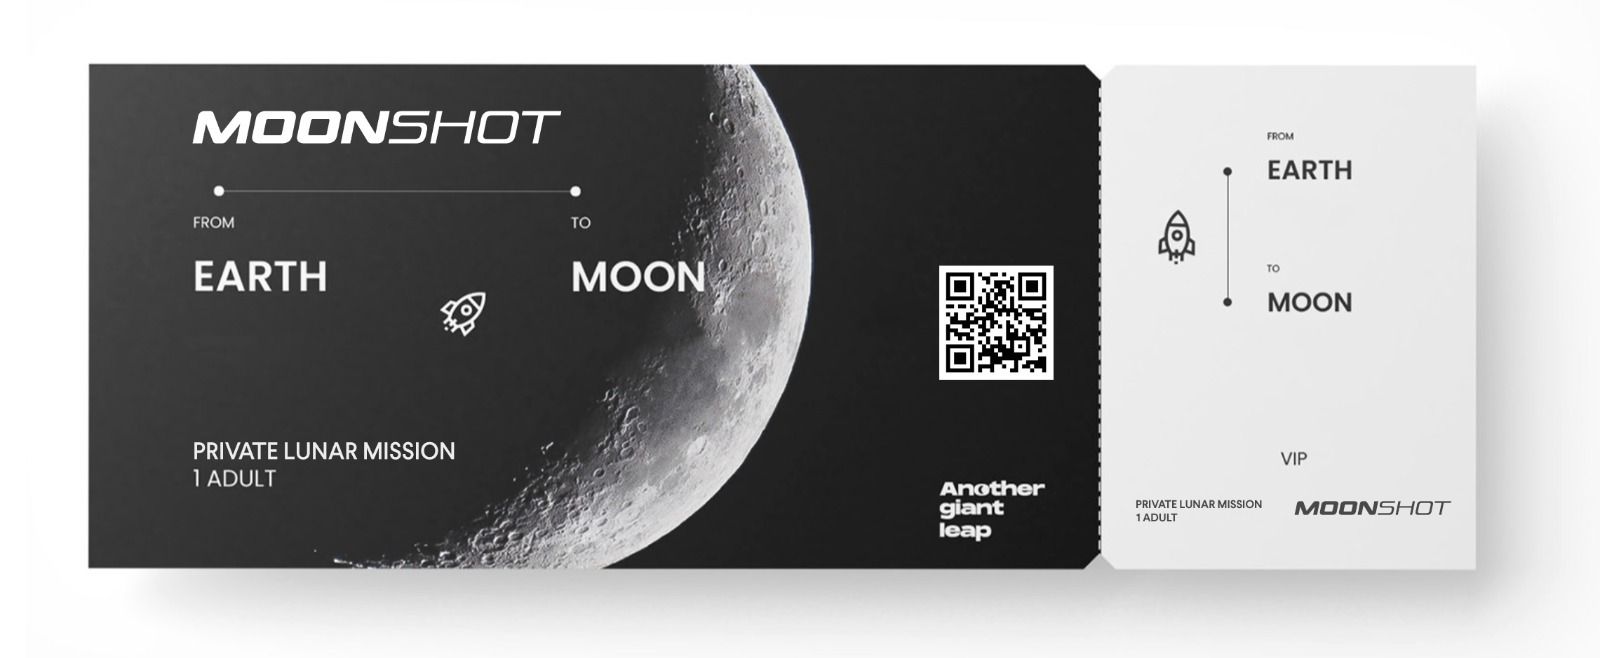 MOONSHOT
FROM
TO
EARTH
MOON
PRIVATE LUNAR MISSION
1 ADULT
Another
giant
leap
FROM
EARTH
TO
MOON
VIP
PRIVATE LUNAR MISSION
1 ADULT
MOONSHOT